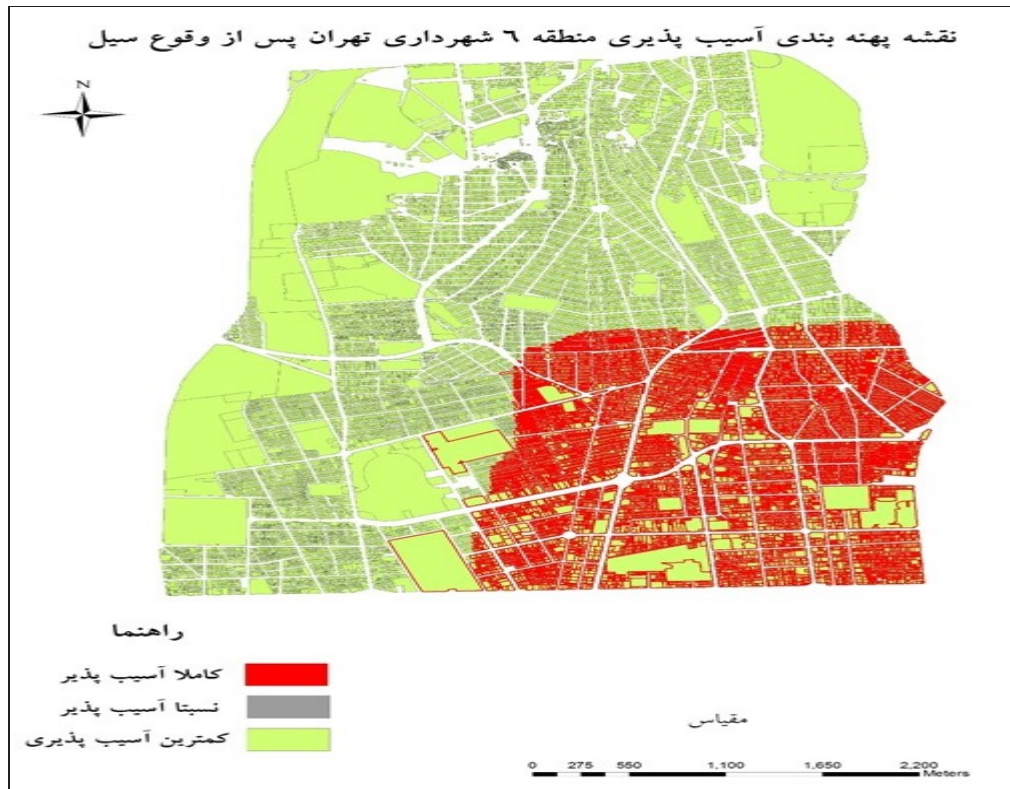 نقشه پهنه بندی آسیب پذیری منطقه ٦ شهرداری تهران پس از وقوع سیل
N
راهنما
کاملا آسیب پذیر
نسبتا آسیب پذیر
کمترین آسیب پذیری
مقیاس
0 275 550 1,100 1,650 2,200
Meters